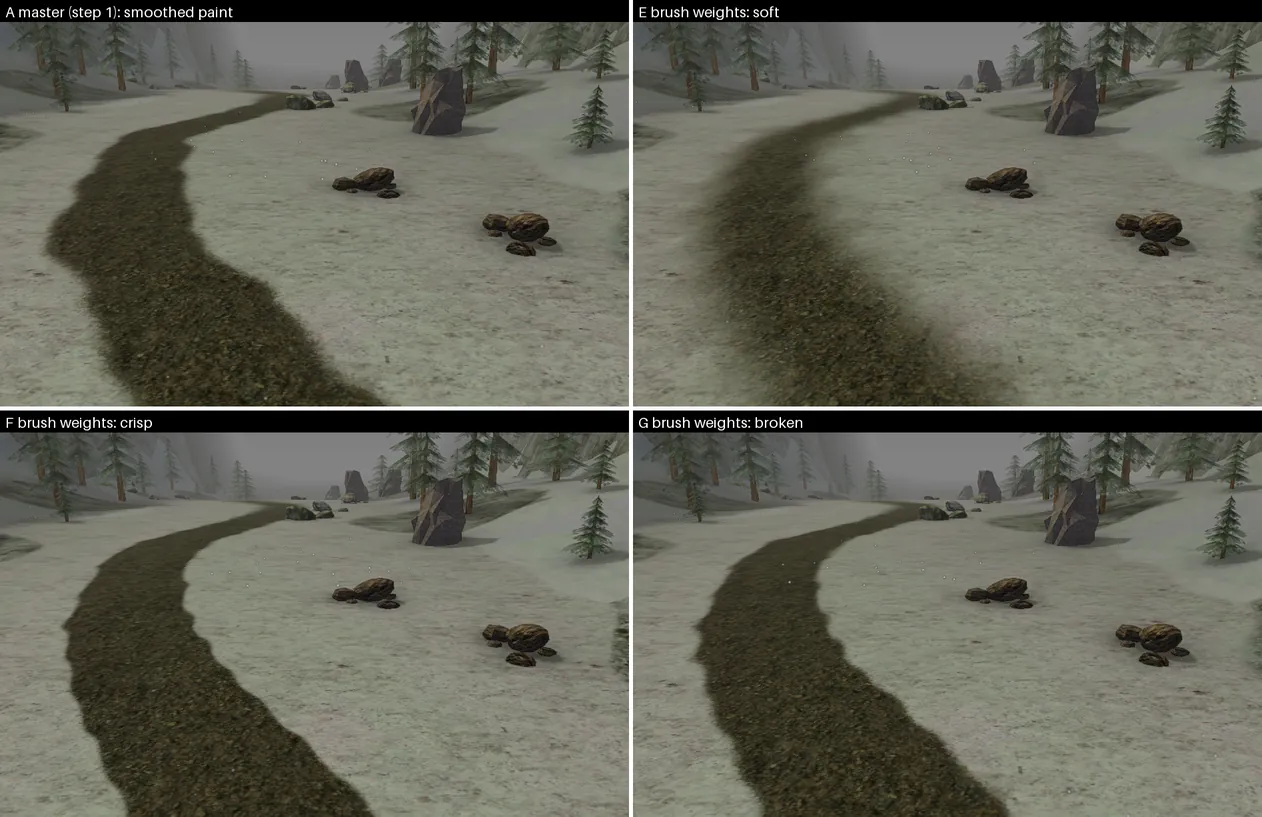 A master (step 1): smoothed paint
E brush weights: soft
F brush weights: crisp
G brush weights: broken